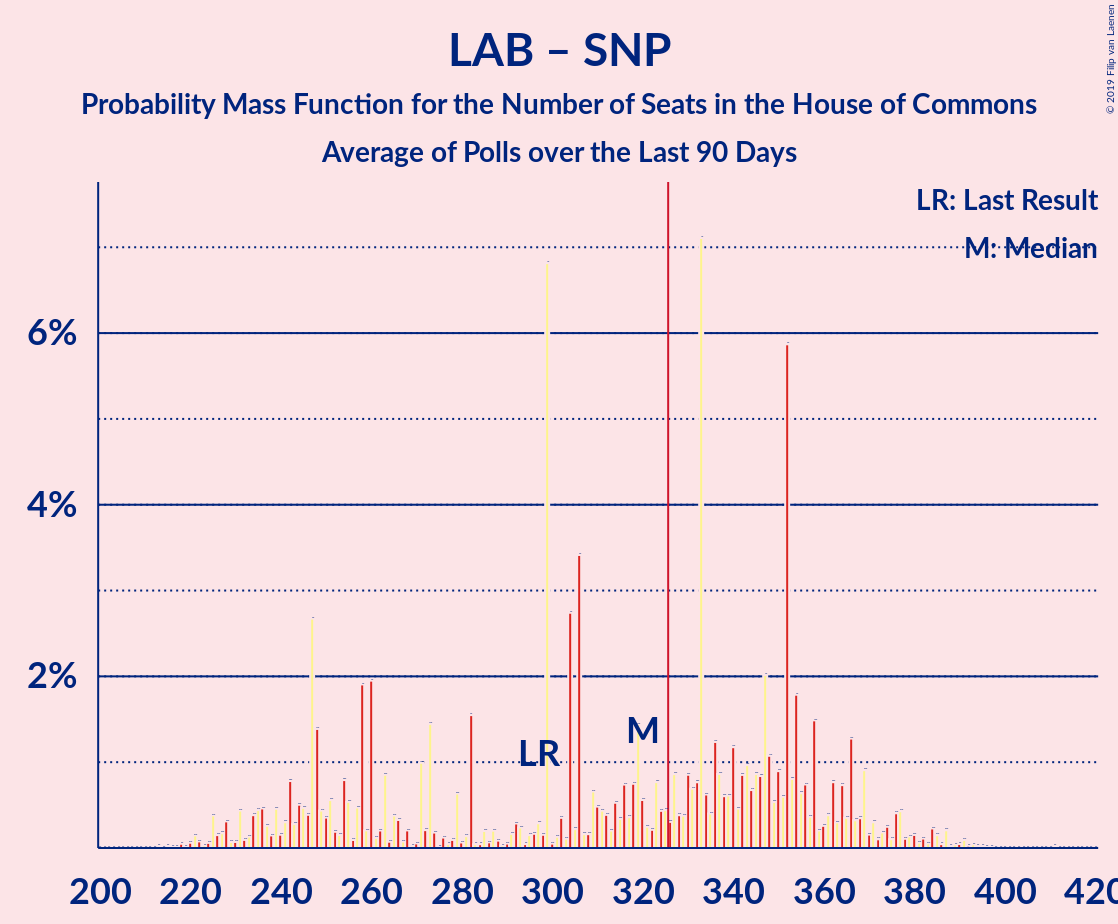 LAB – SNP
Probability Mass Function for the Number of Seats in the House of Commons
Average of Polls over the Last 90 Days
© 2019 Filip van Laenen
LR: Last Result
M: Median
6%
4%
2%
LR
M
200 220 240 260 280 300 320 340 360 380 400 420